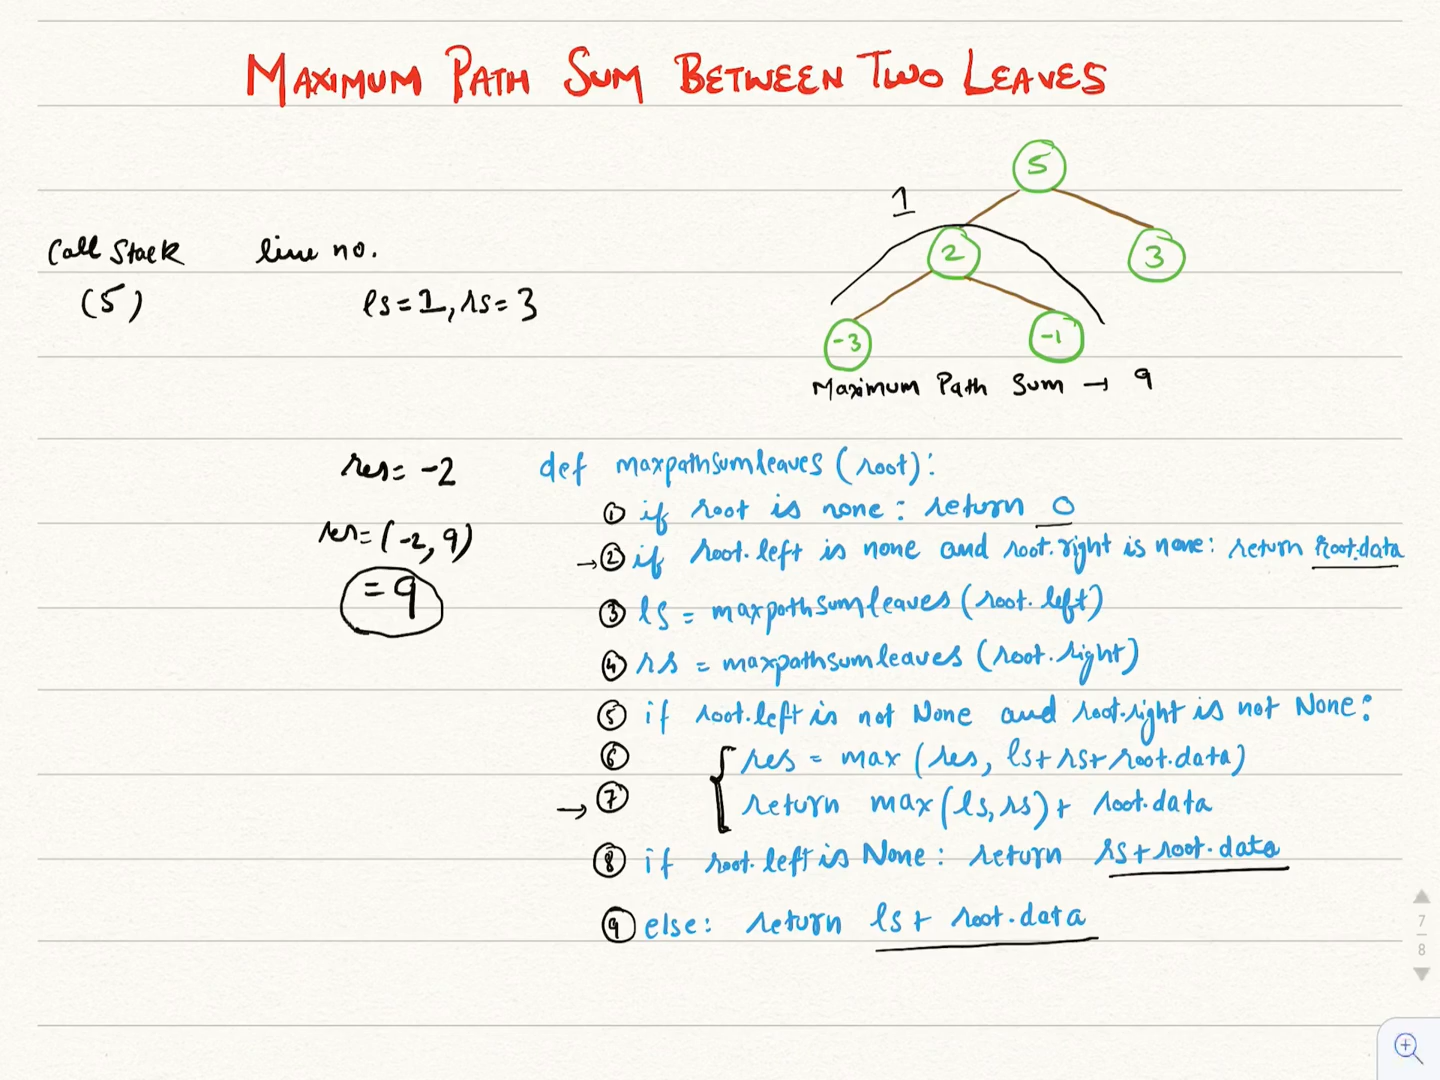 MAXIMUM PATH SUM BETWEEN TWO LEAVES
5
1
2
3
Call Stack line no.
(5) ls=1, rs=3
-3
-1
Maximum Path Sum → 9
res= -2
res=(-2, 9)
=9
def maxpathsumleaves (root):
① if root is none: return 0
→② if root.left is none and root.right is none: return root.data
③ ls = maxpathsumleaves (root.left)
④ rs = maxpathsumleaves (root.right)
⑤ if root.left is not None and root.right is not None:
⑥ res = max (res, ls+rs+root.data)
→⑦ return max(ls,rs)+ root.data
⑧ if root.left is None: return rs+root.data
⑨ else: return ls+ root.data
7
8